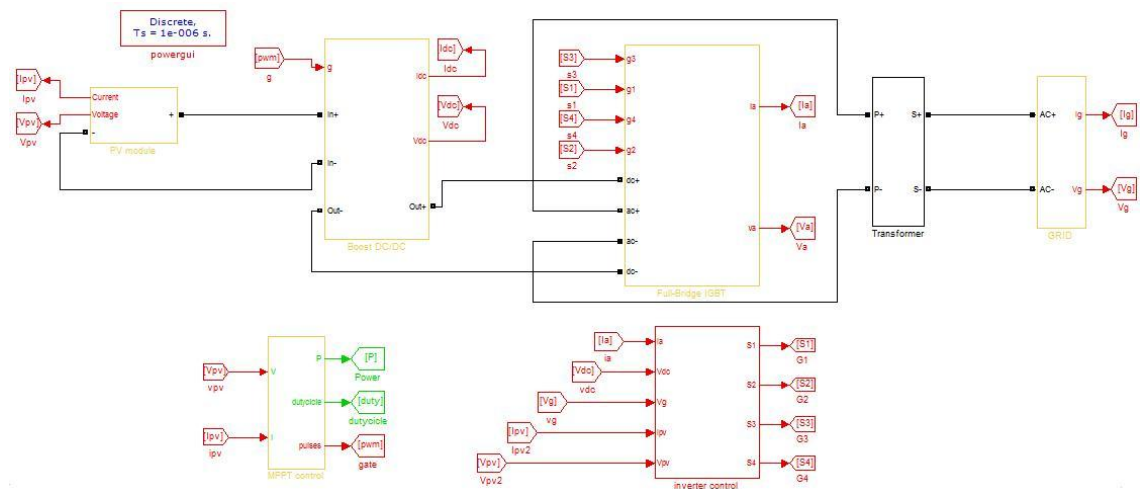 Discrete,
Ts = 1e-006 s.
powergui
[Ipv]
Ipv
[Vpv]
Vpv
Current
Voltage
-
+
PV module
[pwm]
g
g
In+
In-
Out-
Idc
Vdc
Out+
Boost DC/DC
[Idc]
Idc
[Vdc]
Vdc
[S3]
s3
[S1]
s1
[S4]
s4
[S2]
s2
g3
g1
g4
g2
dc+
ac+
ac-
dc-
Ia
va
Full-Bridge IGBT
[Ia]
Ia
[Va]
Va
P+
P-
S+
S-
Transformer
AC+
AC-
Ig
Vg
GRID
[Ig]
Ig
[Vg]
Vg
[Vpv]
vpv
[Ipv]
ipv
V
I
P
dutycicle
pulses
MPPT control
[P]
Power
[duty]
dutycicle
[pwm]
gate
[Ia]
ia
[Vdc]
vdc
[Vg]
vg
[Ipv]
Ipv2
[Vpv]
Vpv2
Ia
Vdc
Vg
Ipv
Vpv
S1
S2
S3
S4
inverter control
[S1]
G1
[S2]
G2
[S3]
G3
[S4]
G4